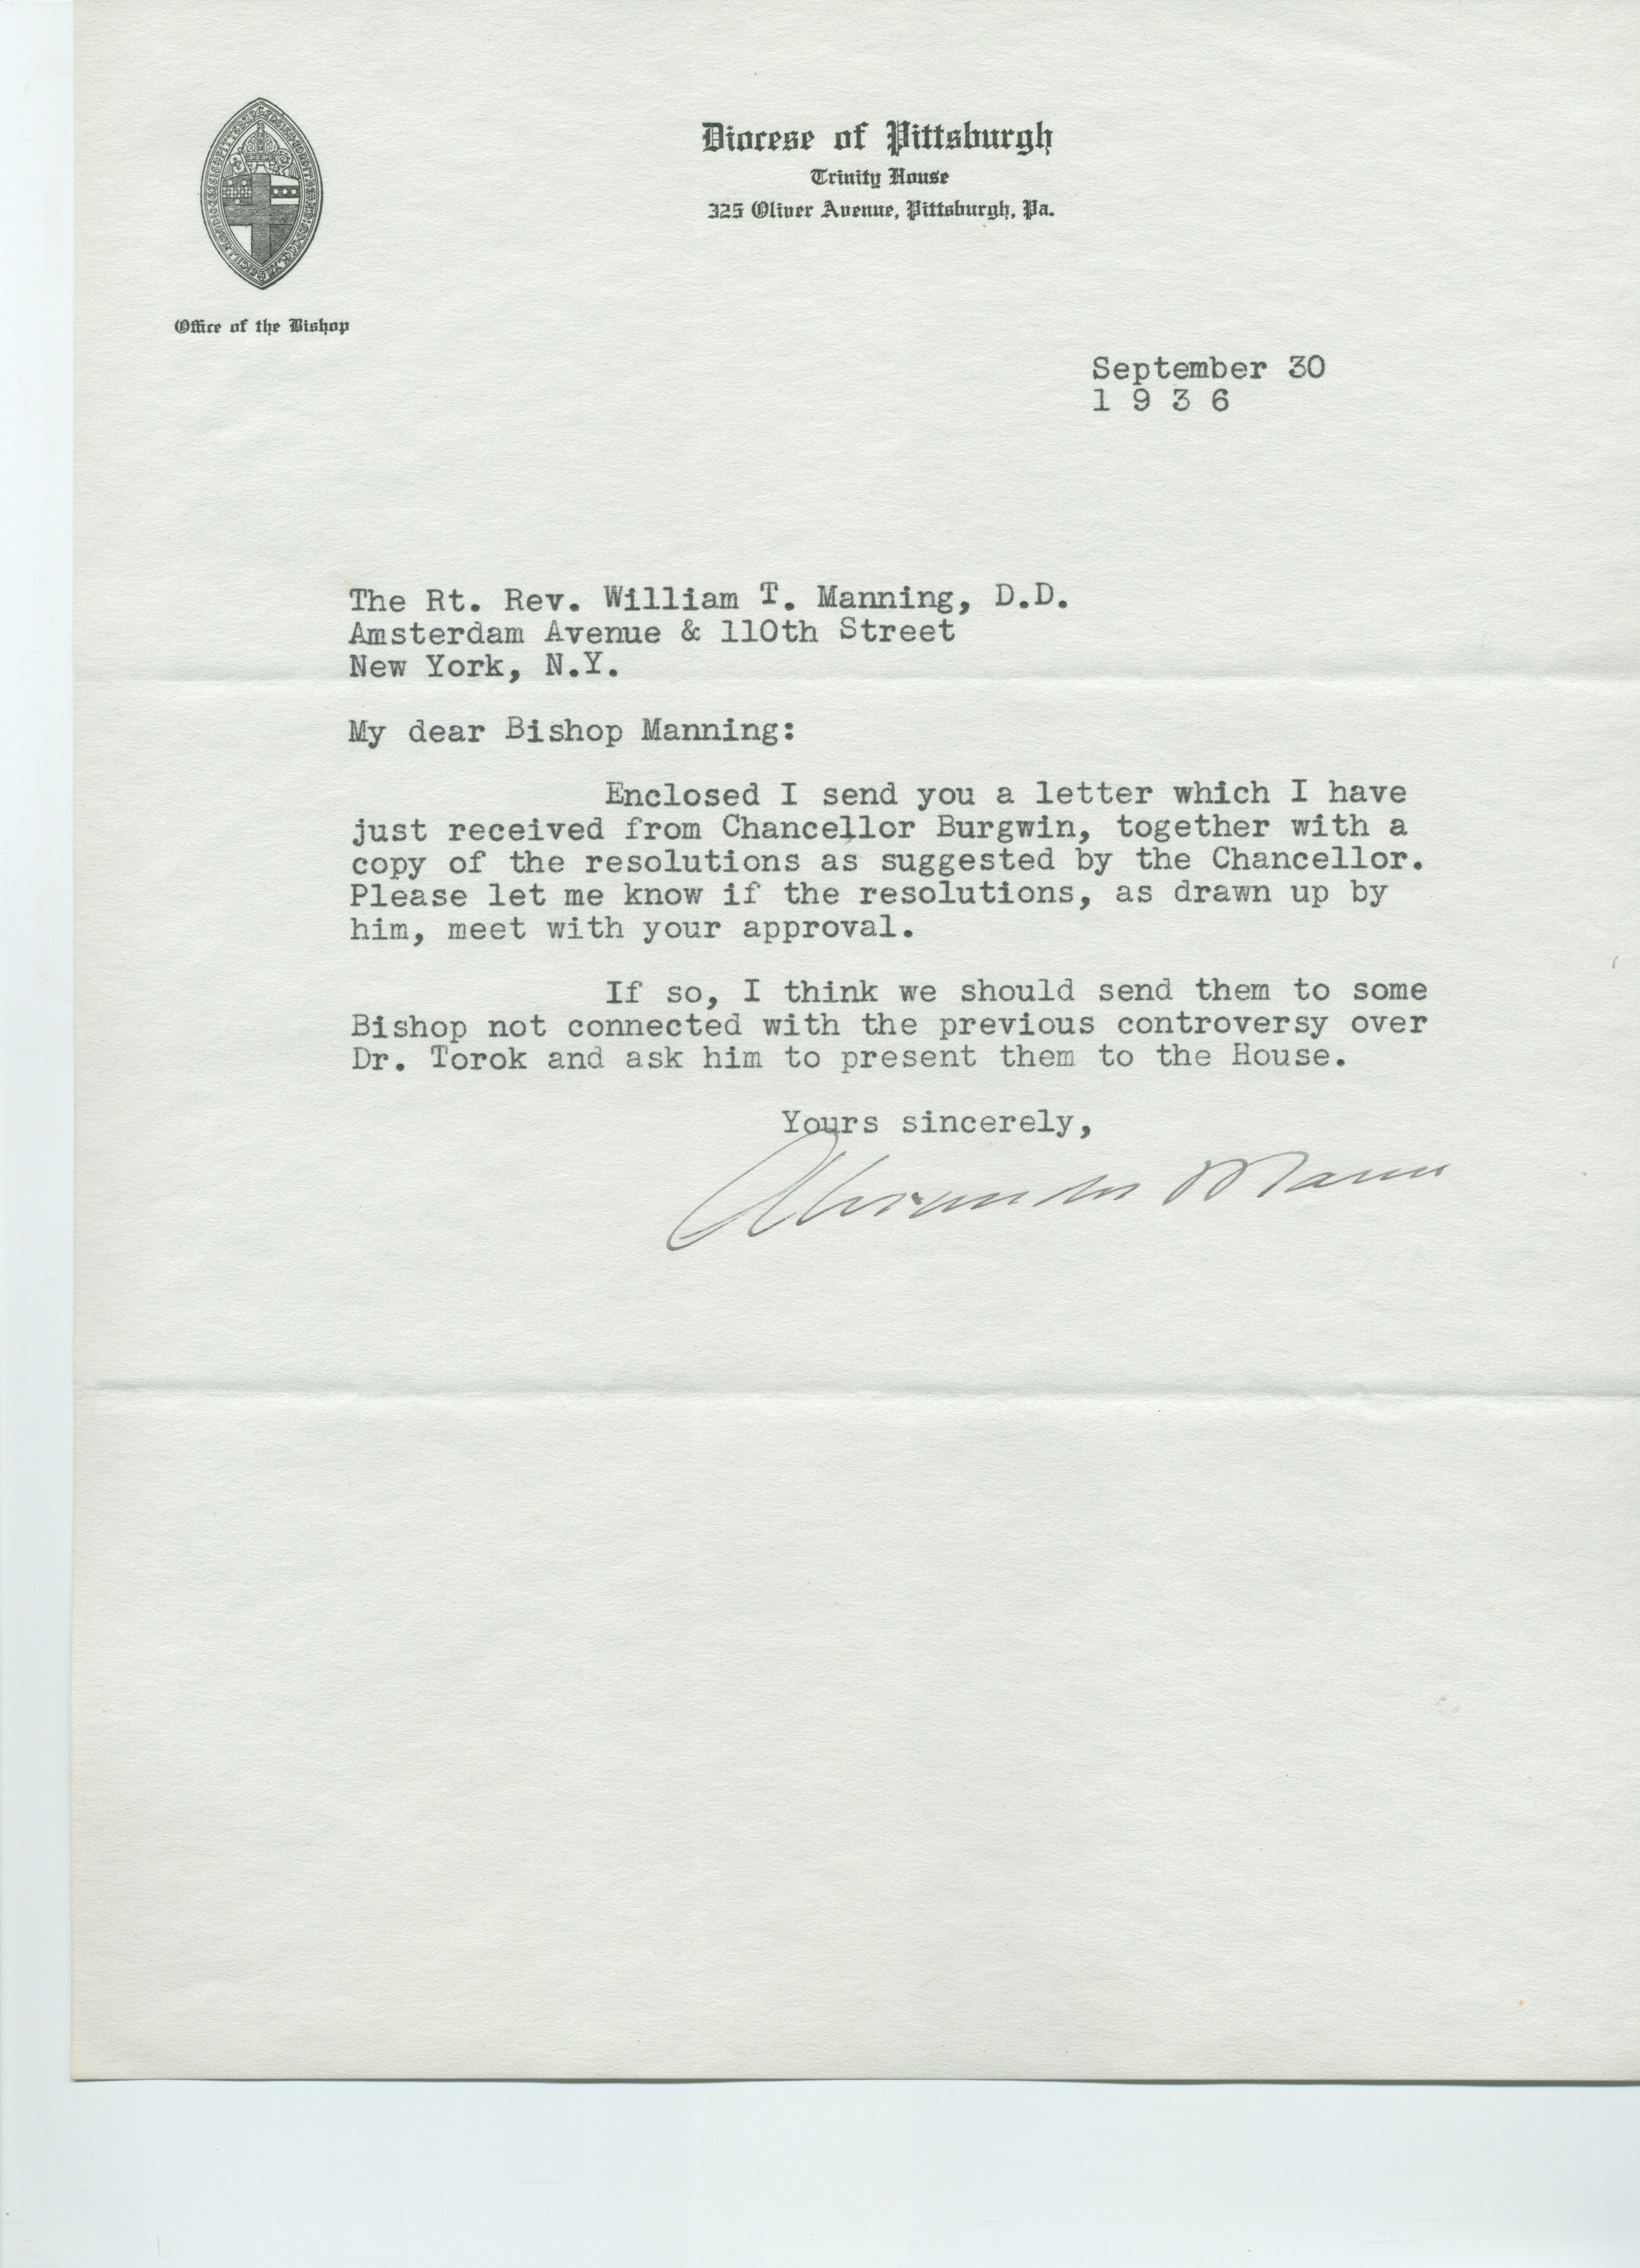 Diocese of Pittsburgh
Trinity House
325 Oliver Avenue, Pittsburgh, Pa.
Office of the Bishop
September 30
1 9 3 6
The Rt. Rev. William T. Manning, D.D.
Amsterdam Avenue & 110th Street
New York, N.Y.
My dear Bishop Manning:
Enclosed I send you a letter which I have
just received from Chancellor Burgwin, together with a
copy of the resolutions as suggested by the Chancellor.
Please let me know if the resolutions, as drawn up by
him, meet with your approval.
If so, I think we should send them to some
Bishop not connected with the previous controversy over
Dr. Torok and ask him to present them to the House.
Yours sincerely,
Alexander Mann